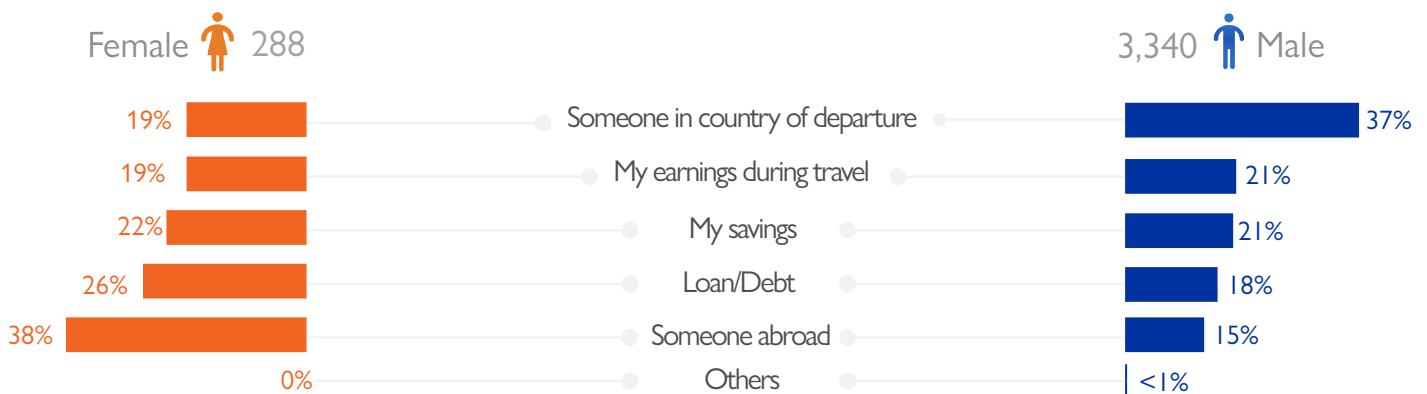 Female 288 3,340 Male
19% Someone in country of departure 37%
19% My earnings during travel 21%
22% My savings 21%
26% Loan/Debt 18%
38% Someone abroad 15%
0% Others <1%